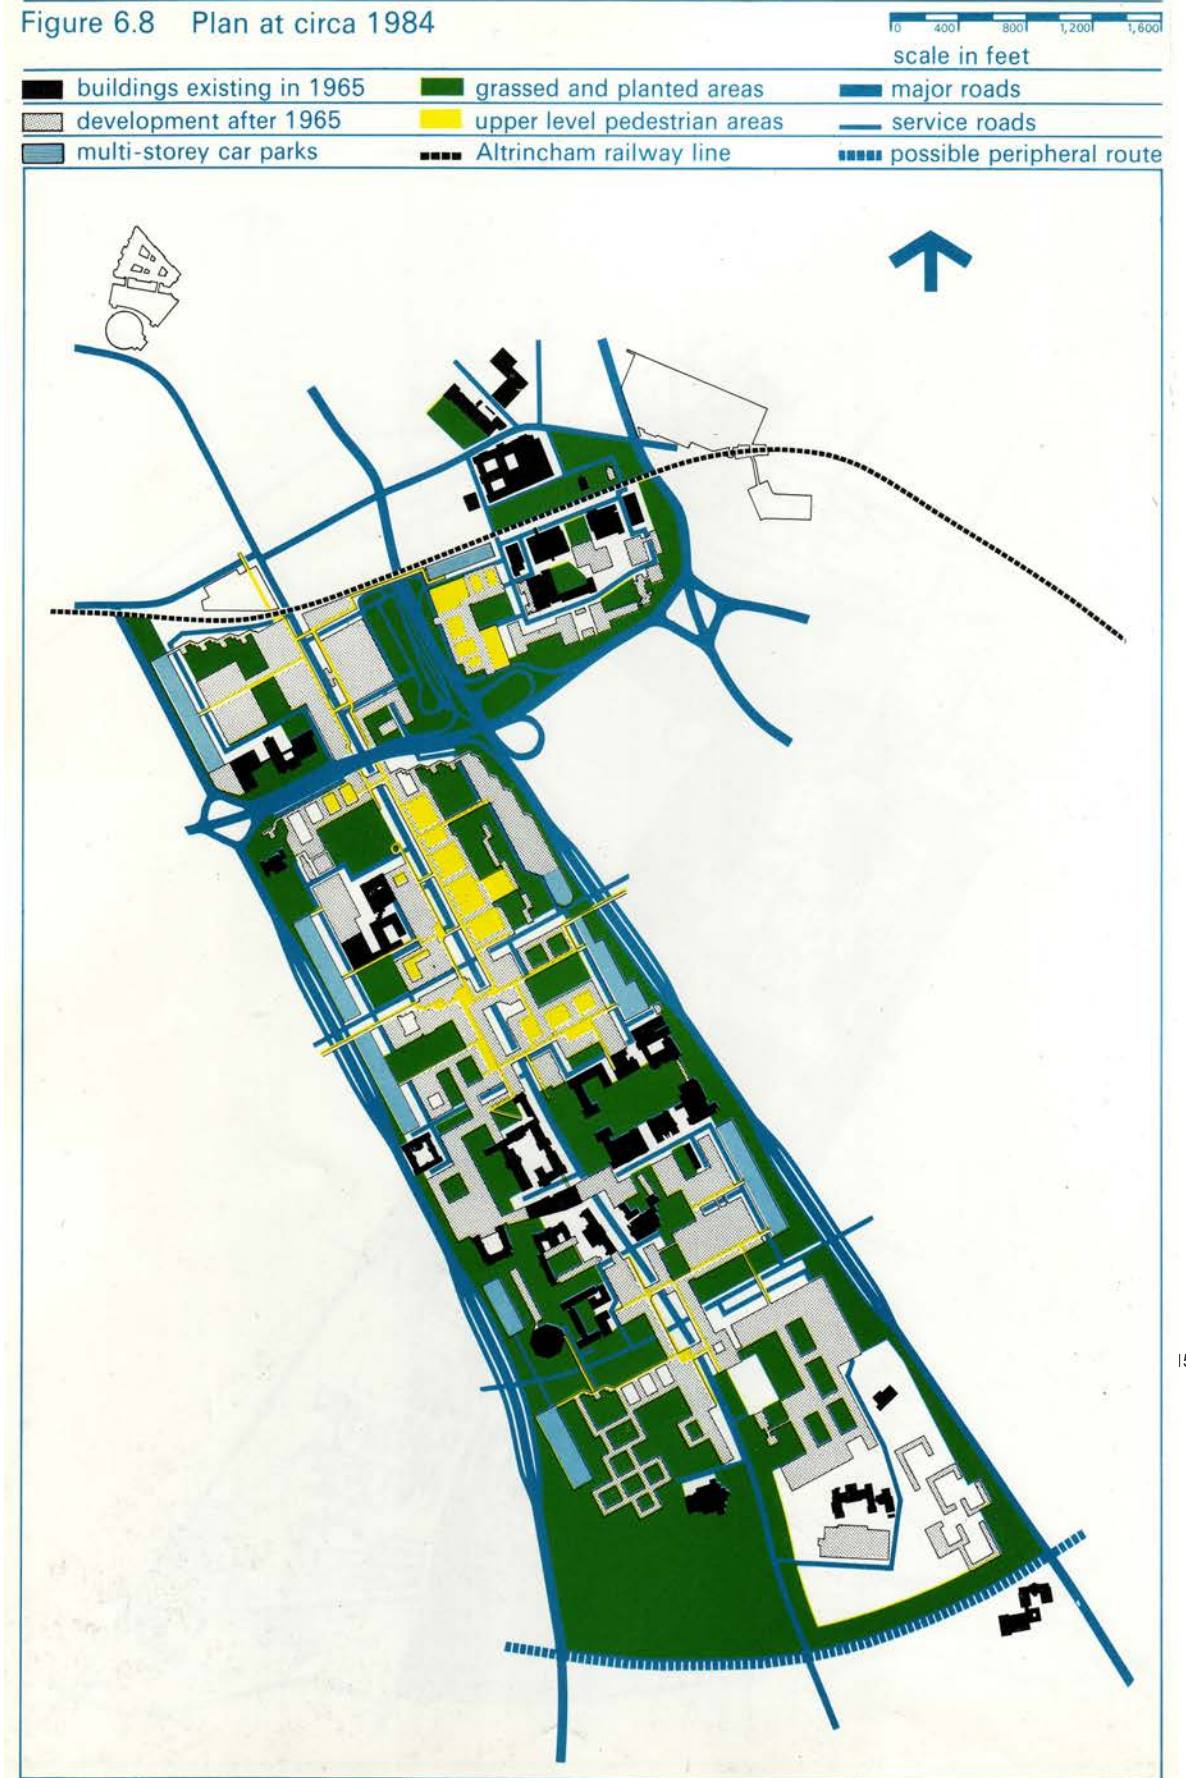 Figure 6.8 Plan at circa 1984
0 400 800 1,200 1,600
scale in feet
buildings existing in 1965 grassed and planted areas major roads
development after 1965 upper level pedestrian areas service roads
multi-storey car parks Altrincham railway line possible peripheral route